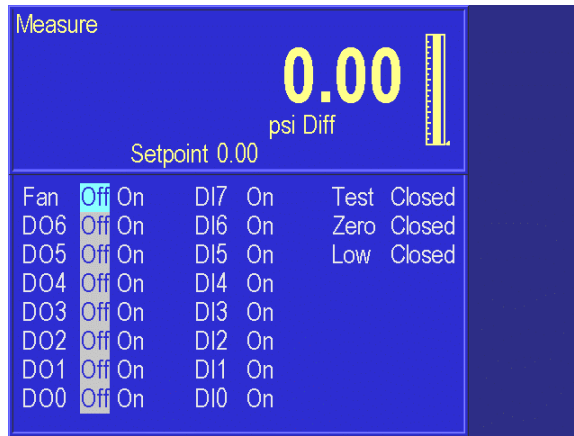 Measure
0.00
psi Diff
Setpoint 0.00
Fan Off On DI7 On Test Closed
DO6 Off On DI6 On Zero Closed
DO5 Off On DI5 On Low Closed
DO4 Off On DI4 On
DO3 Off On DI3 On
DO2 Off On DI2 On
DO1 Off On DI1 On
DO0 Off On DI0 On